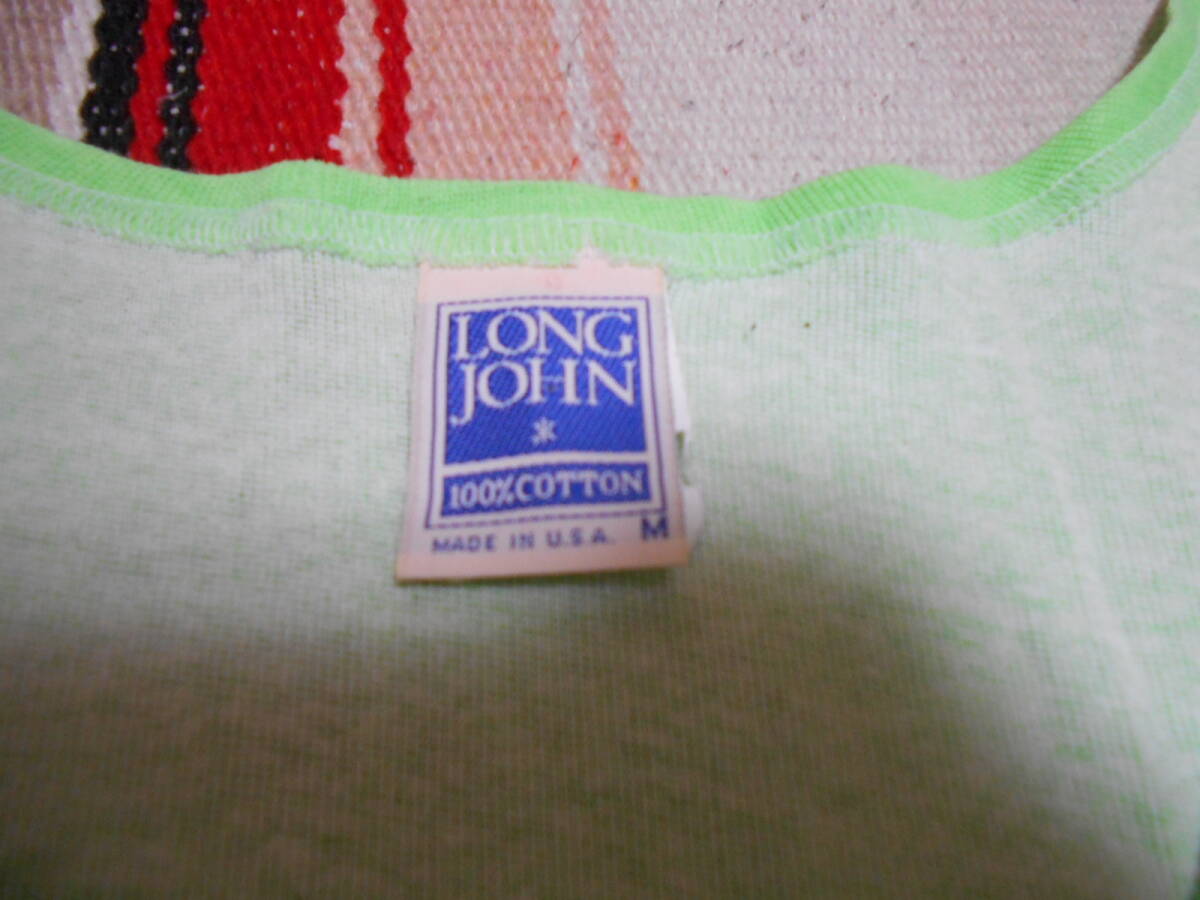 LONG
JOHN
100% COTTON
MADE IN U.S.A. M